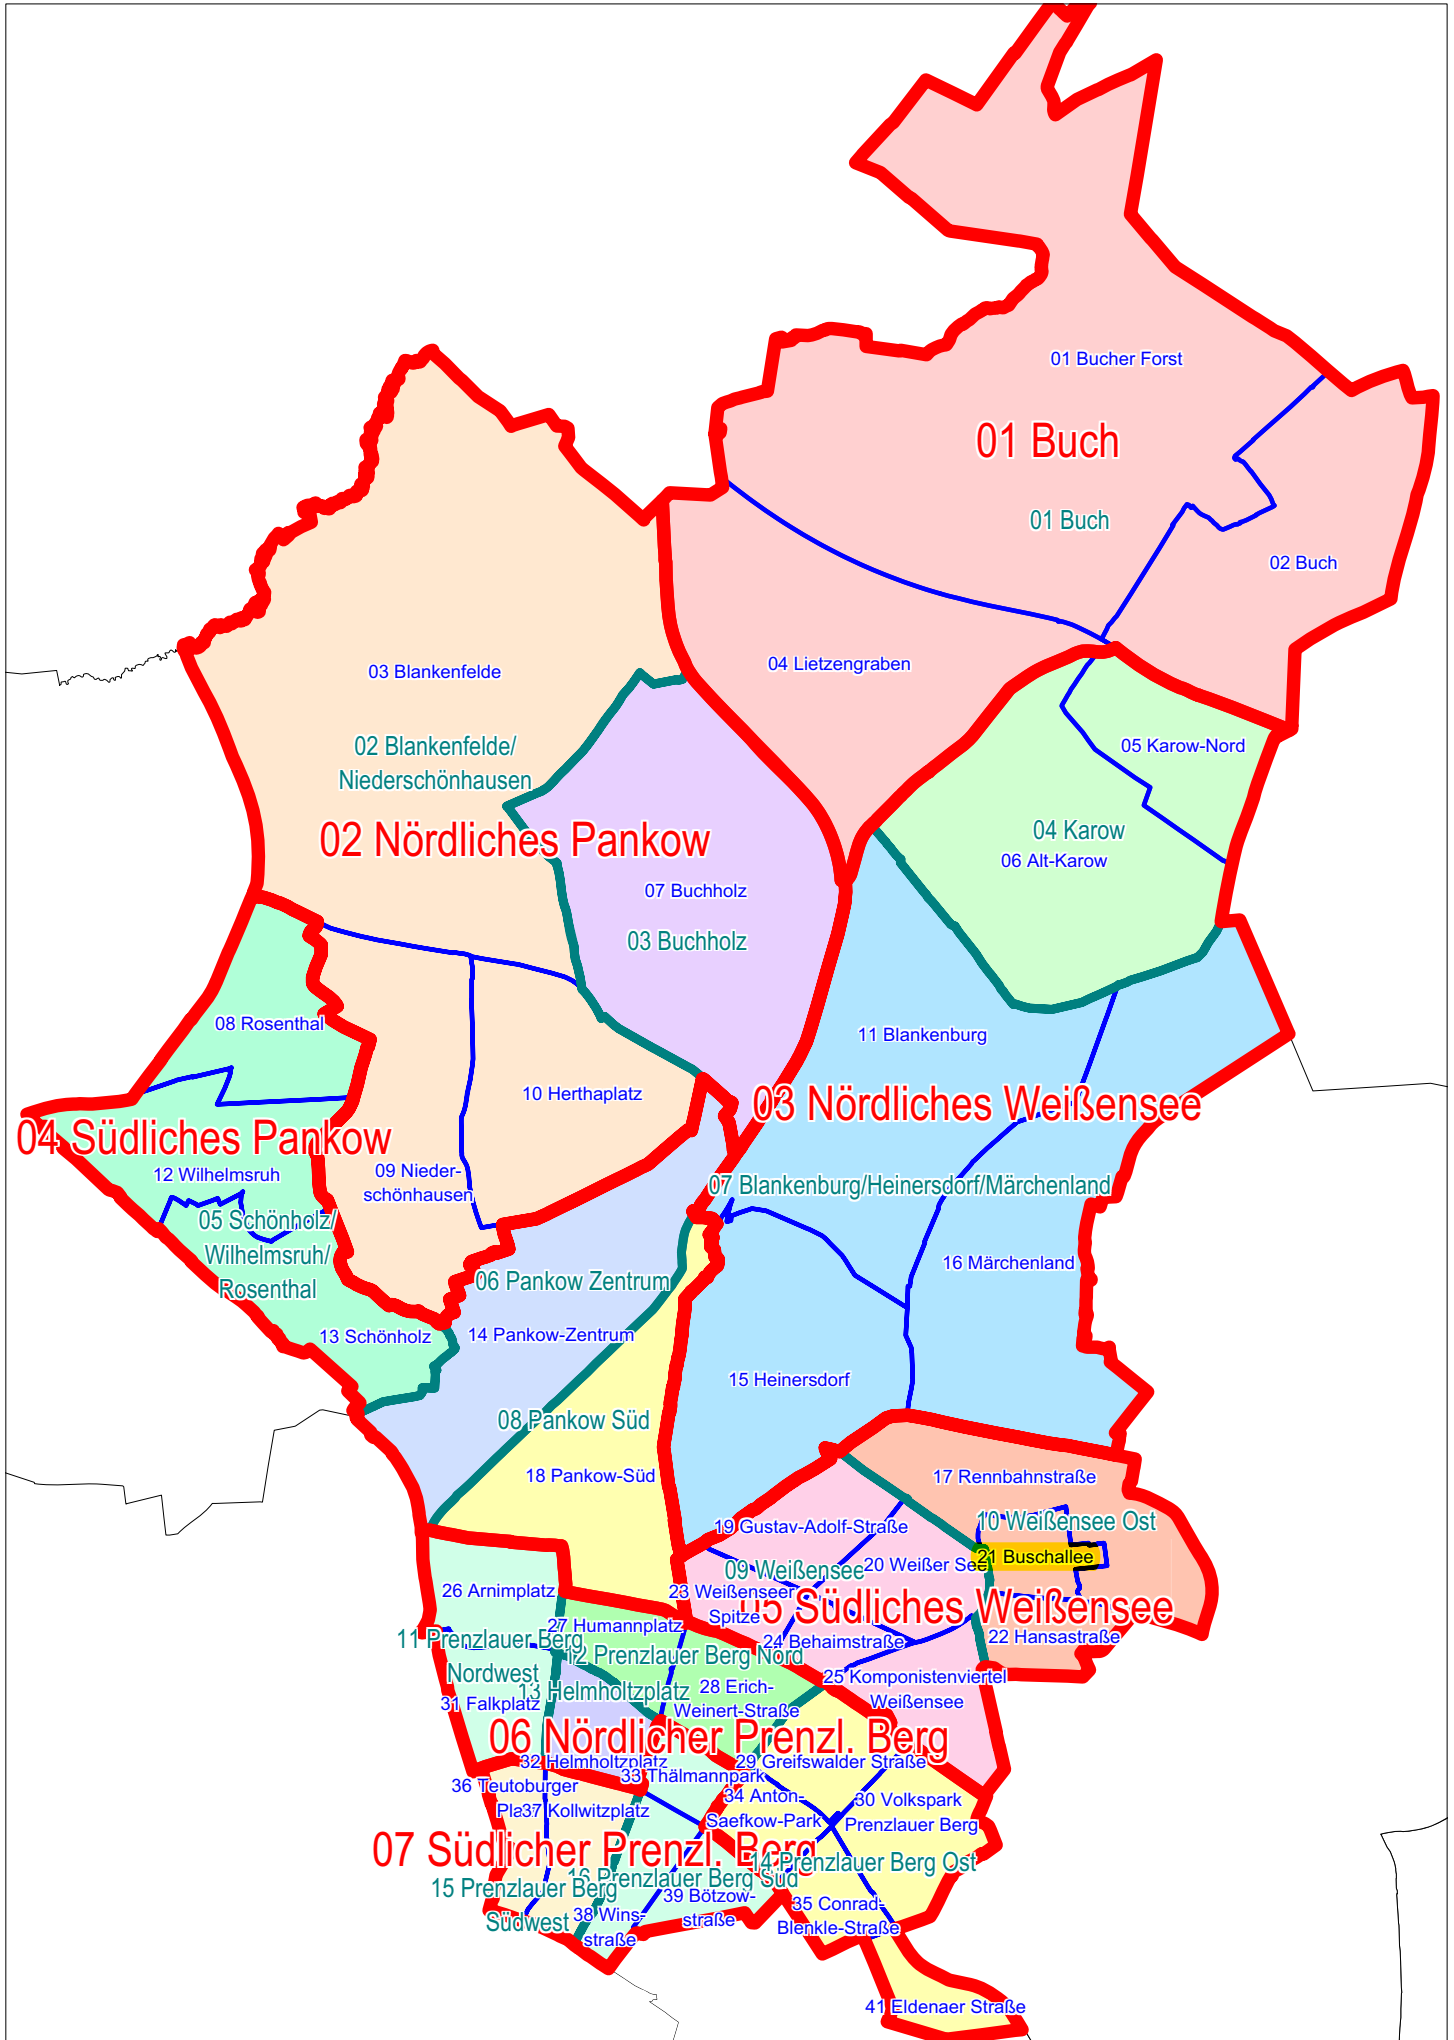 01 Bucher Forst
01 Buch
01 Buch
02 Buch
04 Lietzengraben
03 Blankenfelde
02 Blankenfelde/
Niederschönhausen
02 Nördliches Pankow
05 Karow-Nord
04 Karow
06 Alt-Karow
07 Buchholz
03 Buchholz
08 Rosenthal
11 Blankenburg
10 Herthaplatz
03 Nördliches Weißensee
04 Südliches Pankow
12 Wilhelmsruh
09 Nieder-
schönhausen
07 Blankenburg/Heinersdorf/Märchenland
05 Schönholz/
Wilhelmsruh/
Rosenthal
16 Märchenland
06 Pankow Zentrum
13 Schönholz
14 Pankow-Zentrum
15 Heinersdorf
08 Pankow Süd
18 Pankow-Süd
17 Rennbahnstraße
19 Gustav-Adolf-Straße
10 Weißensee Ost
21 Buschallee
20 Weißer See
09 Weißensee
23 Weißenseer
Spitze
05 Südliches Weißensee
26 Arnimplatz
27 Humannplatz
24 Behaimstraße
22 Hansastraße
11 Prenzlauer Berg
Nordwest
12 Prenzlauer Berg Nord
25 Komponistenviertel
Weißensee
13 Helmholtzplatz
28 Erich-
Weinert-Straße
31 Falkplatz
06 Nördlicher Prenzl. Berg
32 Helmholtzplatz
29 Greifswalder Straße
33 Thälmannpark
36 Teutoburger
Platz
37 Kollwitzplatz
34 Anton-
Saefkow-Park
30 Volkspark
Prenzlauer Berg
07 Südlicher Prenzl. Berg
14 Prenzlauer Berg Ost
16 Prenzlauer Berg Süd
15 Prenzlauer Berg
Südwest
39 Bötzow-
straße
38 Wins-
straße
35 Conrad-
Blenkle-Straße
41 Eldenaer Straße